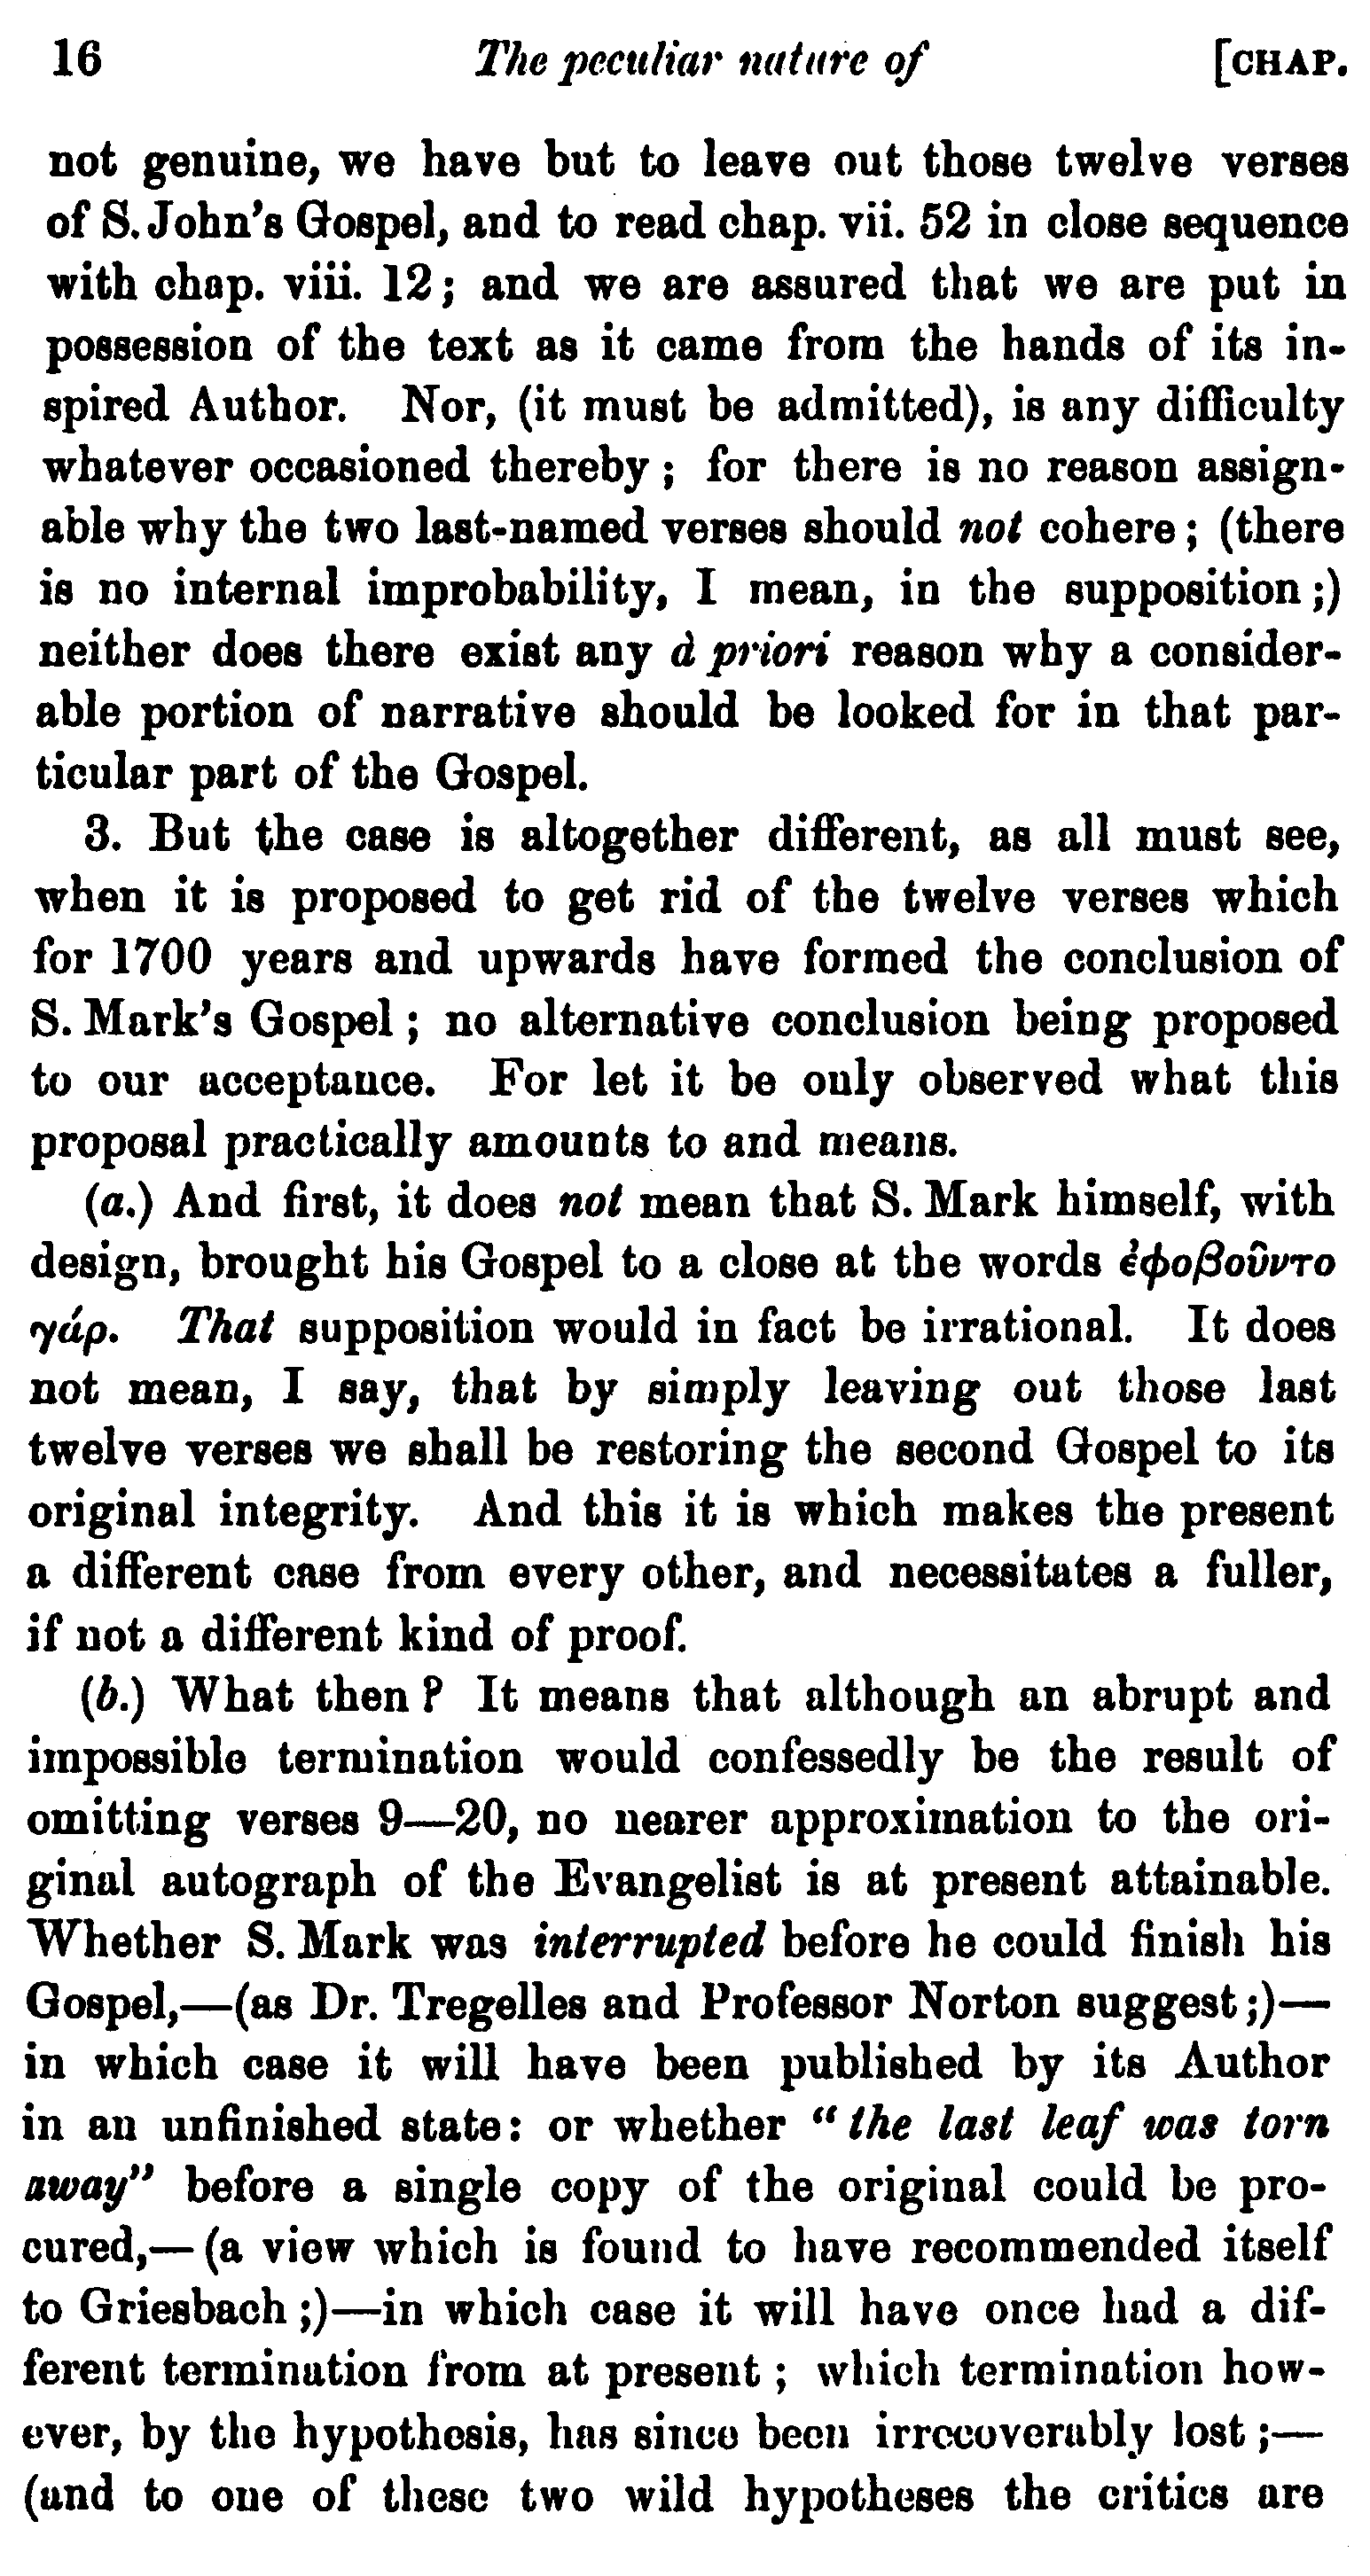 16 The peculiar nature of [CHAP.
not genuine, we have but to leave out those twelve verses
of S. John's Gospel, and to read chap. vii. 52 in close sequence
with chap. viii. 12; and we are assured that we are put in
possession of the text as it came from the hands of its in-
spired Author. Nor, (it must be admitted), is any difficulty
whatever occasioned thereby; for there is no reason assign-
able why the two last-named verses should not cohere; (there
is no internal improbability, I mean, in the supposition;)
neither does there exist any à priori reason why a consider-
able portion of narrative should be looked for in that par-
ticular part of the Gospel.
3. But the case is altogether different, as all must see,
when it is proposed to get rid of the twelve verses which
for 1700 years and upwards have formed the conclusion of
S. Mark's Gospel; no alternative conclusion being proposed
to our acceptance. For let it be only observed what this
proposal practically amounts to and means.
(a.) And first, it does not mean that S. Mark himself, with
design, brought his Gospel to a close at the words ἐφοβοῦντο
γάρ. That supposition would in fact be irrational. It does
not mean, I say, that by simply leaving out those last
twelve verses we shall be restoring the second Gospel to its
original integrity. And this it is which makes the present
a different case from every other, and necessitates a fuller,
if not a different kind of proof.
(b.) What then? It means that although an abrupt and
impossible termination would confessedly be the result of
omitting verses 9—20, no nearer approximation to the ori-
ginal autograph of the Evangelist is at present attainable.
Whether S. Mark was interrupted before he could finish his
Gospel,—(as Dr. Tregelles and Professor Norton suggest;)—
in which case it will have been published by its Author
in an unfinished state: or whether "the last leaf was torn
away" before a single copy of the original could be pro-
cured,—(a view which is found to have recommended itself
to Griesbach;)—in which case it will have once had a dif-
ferent termination from at present; which termination how-
ever, by the hypothesis, has since been irrecoverably lost;—
(and to one of these two wild hypotheses the critics are